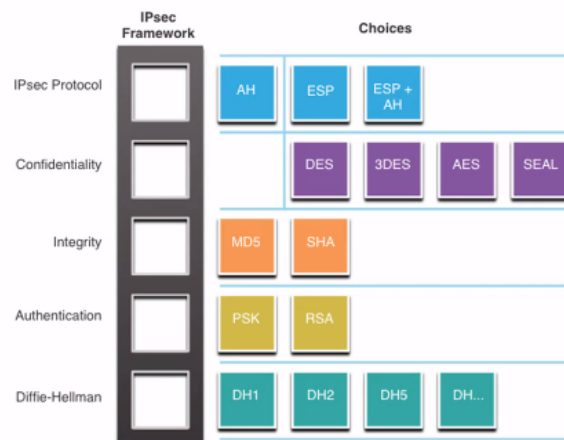 IPsec
Framework
Choices
IPsec Protocol
AH
ESP
ESP +
AH
Confidentiality
DES
3DES
AES
SEAL
Integrity
MD5
SHA
Authentication
PSK
RSA
Diffie-Hellman
DH1
DH2
DH5
DH...